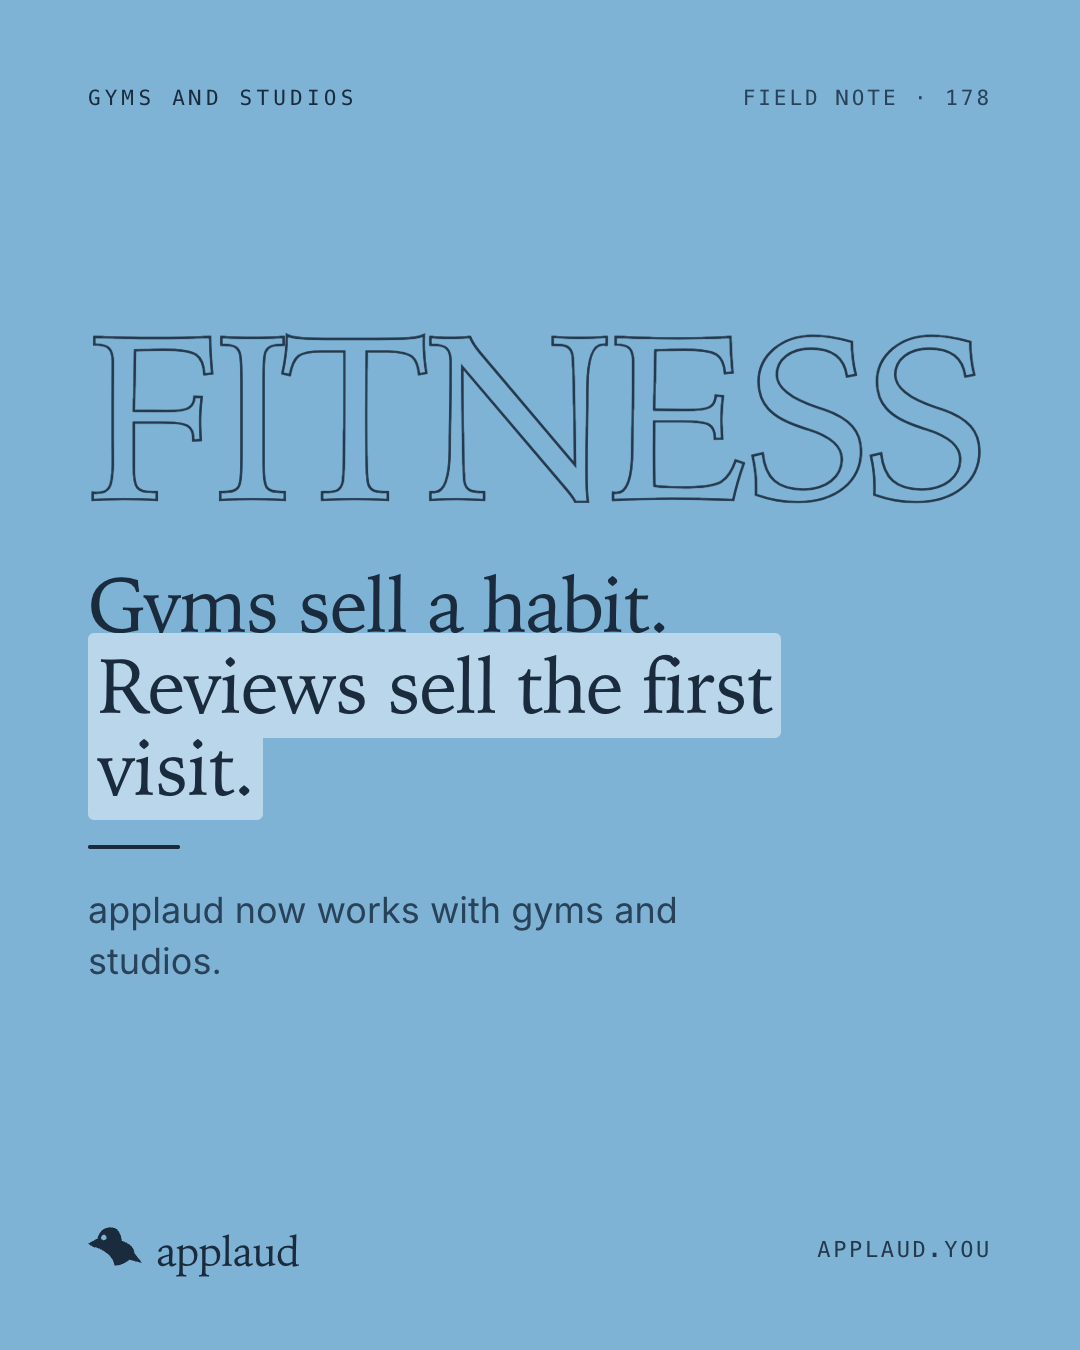 GYMS AND STUDIOS
FIELD NOTE · 178
FITNESS
Gyms sell a habit.
Reviews sell the first
visit.
applaud now works with gyms and
studios.
applaud
APPLAUD.YOU